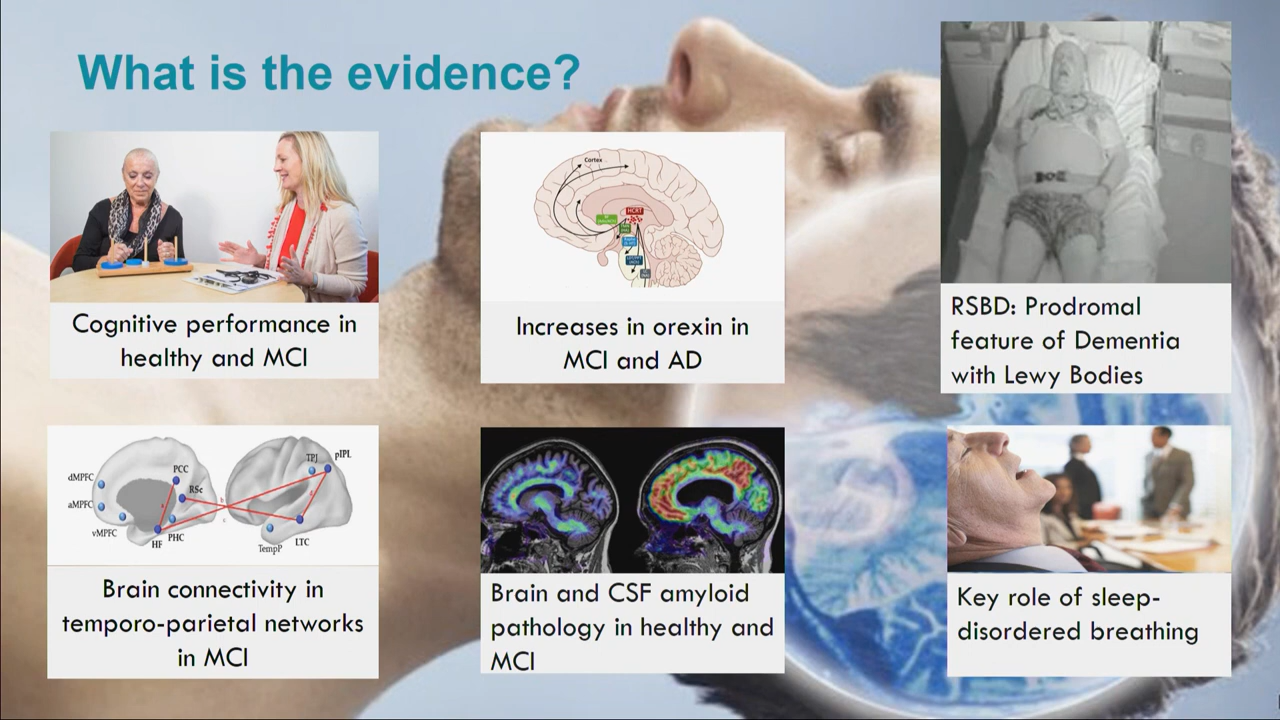 What is the evidence?
Cognitive performance in
healthy and MCI
Cortex
HCRT
Increases in orexin in
MCI and AD
RSBD: Prodromal
feature of Dementia
with Lewy Bodies
dMPFC
aMPFC
vMPFC
PCC
RSc
PHC
HF
TPJ
pIPL
TempP
LTC
Brain connectivity in
temporo-parietal networks
in MCI
Brain and CSF amyloid
pathology in healthy and
MCI
Key role of sleep-
disordered breathing